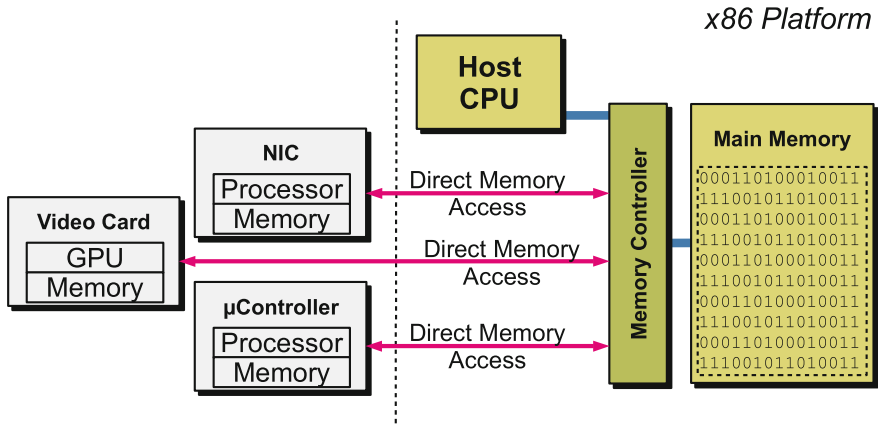 x86 Platform
Host
CPU
Main Memory
000110100010011
111001011010011
000110100010011
111001011010011
000110100010011
111001011010011
000110100010011
111001011010011
000110100010011
111001011010011
Memory Controller
NIC
Processor
Memory
Direct Memory
Access
Video Card
GPU
Memory
Direct Memory
Access
µController
Processor
Memory
Direct Memory
Access